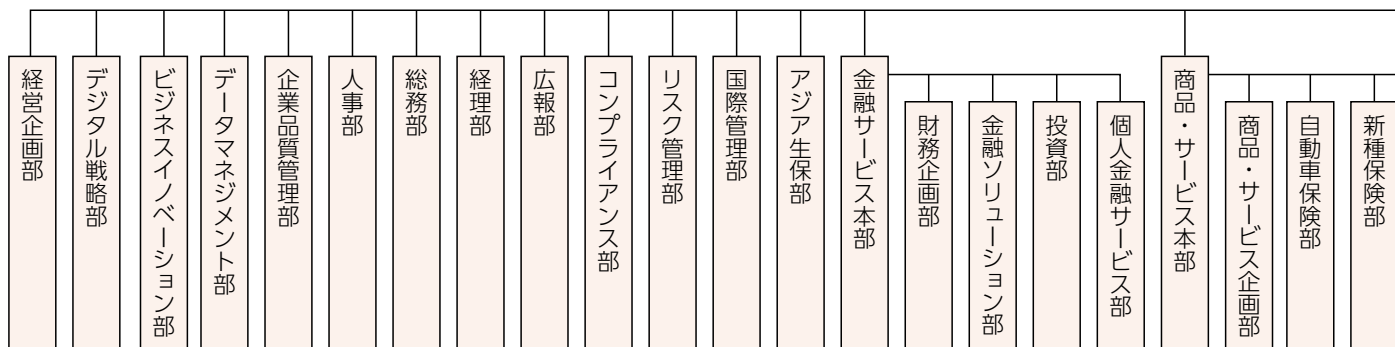 経営企画部
デジタル戦略部
ビジネスイノベーション部
データマネジメント部
企業品質管理部
人事部
総務部
経理部
広報部
コンプライアンス部
リスク管理部
国際管理部
アジア生保部
金融サービス本部
財務企画部
金融ソリューション部
投資部
個人金融サービス部
商品・サービス本部
商品・サービス企画部
自動車保険部
新種保険部